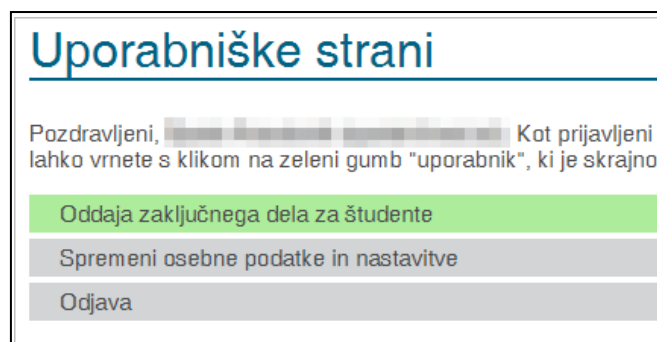 Uporabniške strani
Pozdravljeni, Kot prijavljeni
lahko vrnete s klikom na zeleni gumb "uporabnik", ki je skrajno
Oddaja zaključnega dela za študente
Spremeni osebne podatke in nastavitve
Odjava